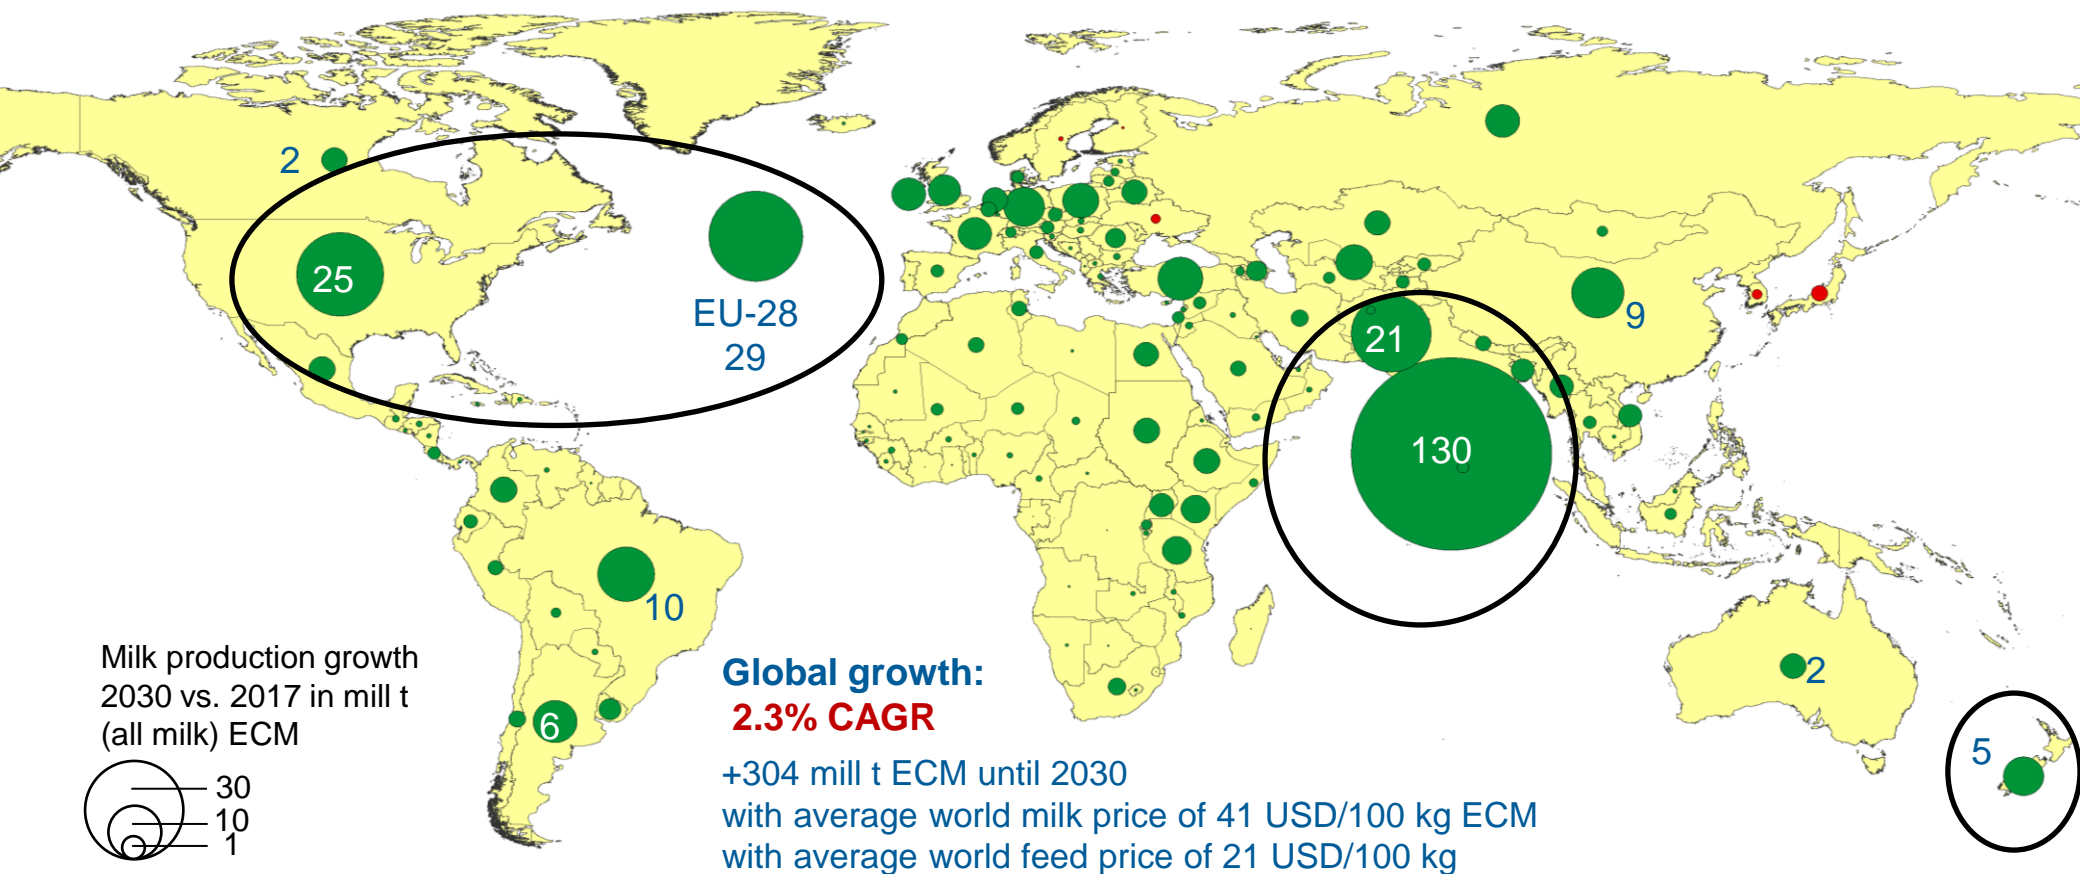 2
25
EU-28
29
21
9
130
10
2
6
5
Milk production growth
2030 vs. 2017 in mill t
(all milk) ECM
30
10
1
Global growth:
2.3% CAGR
+304 mill t ECM until 2030
with average world milk price of 41 USD/100 kg ECM
with average world feed price of 21 USD/100 kg